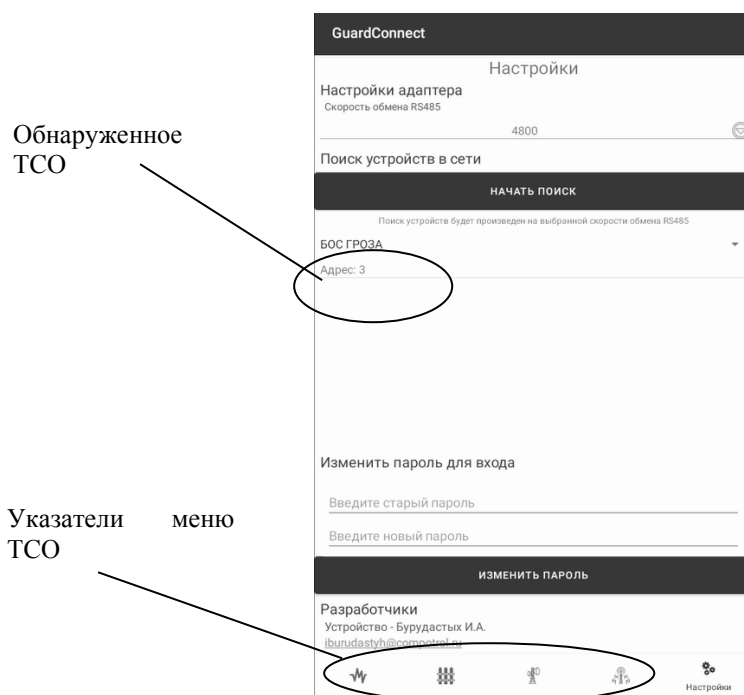 GuardConnect
Настройки
Настройки адаптера
Скорость обмена RS485
4800
Обнаруженное
ТСО
Поиск устройств в сети
НАЧАТЬ ПОИСК
Поиск устройств будет произведен на выбранной скорости обмена RS485
БОС ГРОЗА
Адрес: 3
Изменить пароль для входа
Введите старый пароль
Введите новый пароль
Указатели меню
ТСО
ИЗМЕНИТЬ ПАРОЛЬ
Разработчики
Устройство - Бурудастых И.А.
iburudastyh@compotrol.ru
Настройки